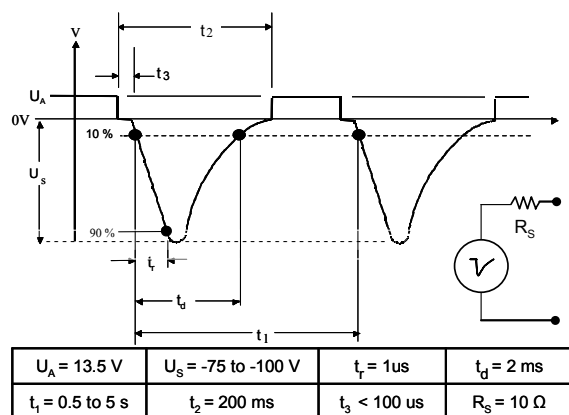 V
t2
t3
UA
0V
10 %
US
90 %
tr
RS
td
t1
UA = 13.5 V US = -75 to -100 V tr = 1us td = 2 ms
t1 = 0.5 to 5 s t2 = 200 ms t3 < 100 us RS = 10 Ω